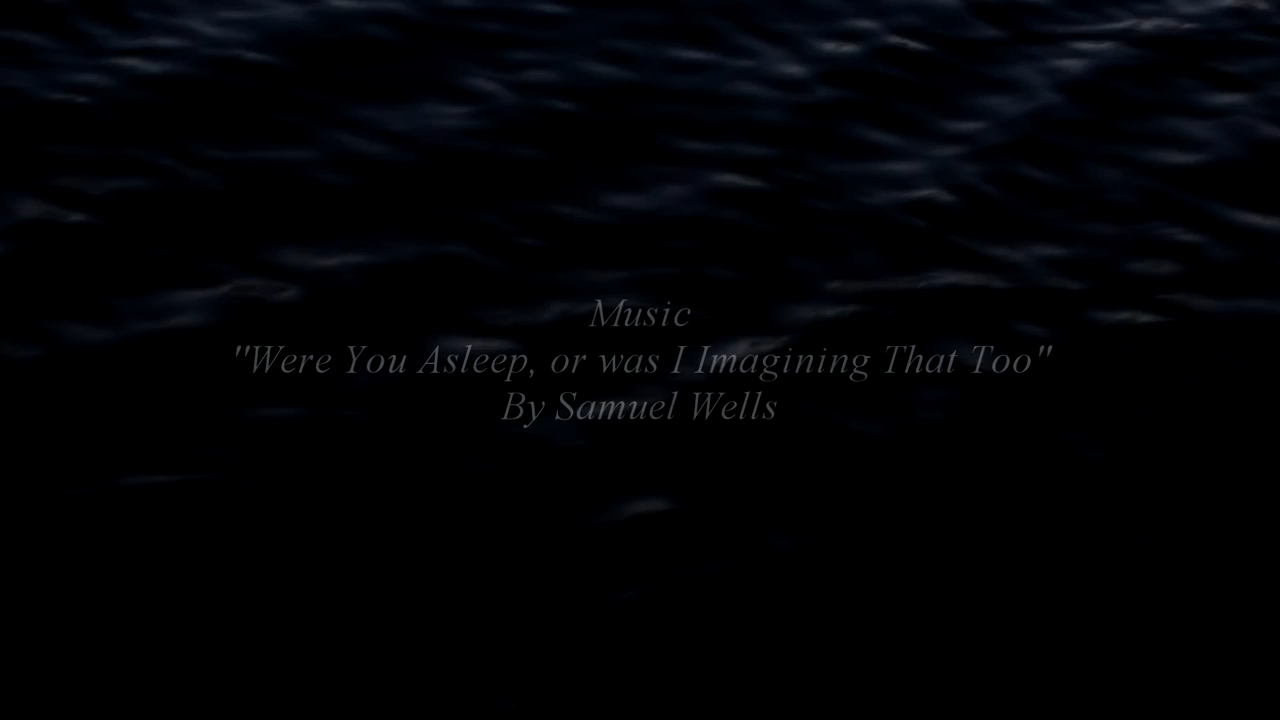 Music
"Were You Asleep, or was I Imagining That Too"
By Samuel Wells